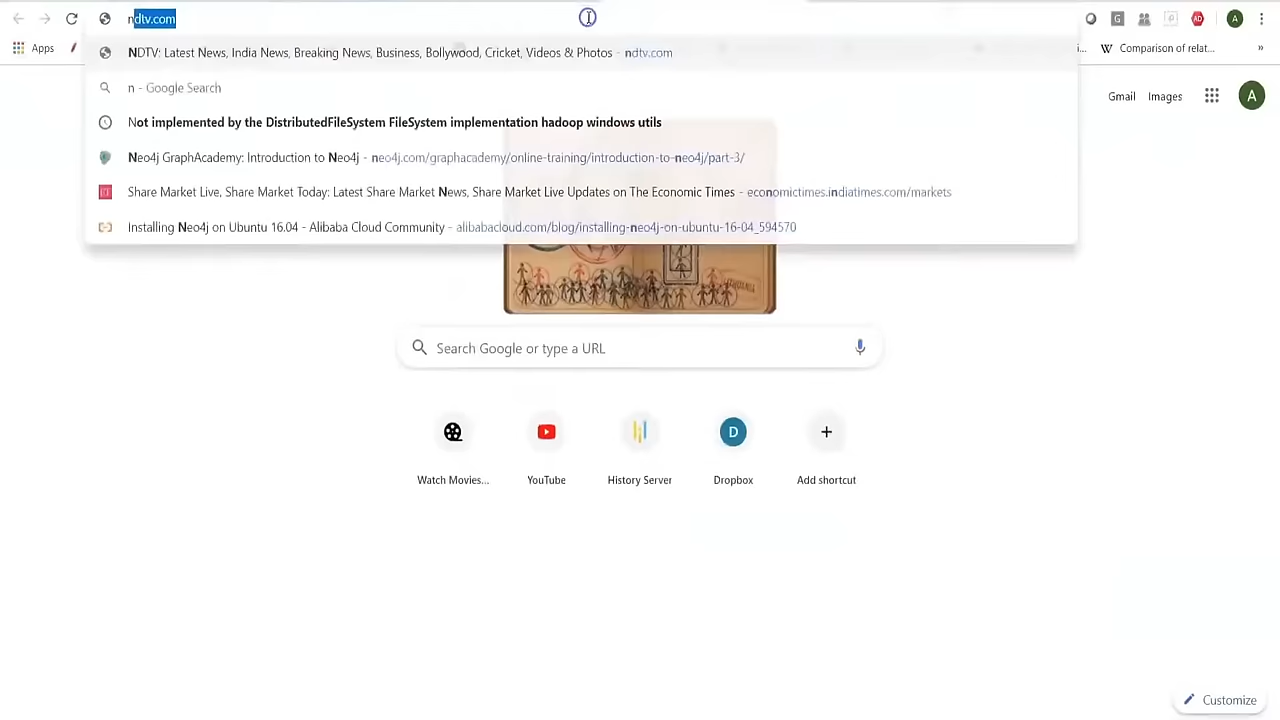 ndtv.com
NDTV: Latest News, India News, Breaking News, Business, Bollywood, Cricket, Videos & Photos - ndtv.com
Apps
i...
W Comparison of relat...
»
n - Google Search
Gmail Images A
A
Not implemented by the DistributedFileSystem FileSystem implementation hadoop windows utils
Neo4j GraphAcademy: Introduction to Neo4j - neo4j.com/graphacademy/online-training/introduction-to-neo4j/part-3/
Share Market Live, Share Market Today: Latest Share Market News, Share Market Live Updates on The Economic Times - economictimes.indiatimes.com/markets
Installing Neo4j on Ubuntu 16.04 - Alibaba Cloud Community - alibabacloud.com/blog/installing-neo4j-on-ubuntu-16-04_594570
Search Google or type a URL
D
Watch Movies... YouTube History Server Dropbox Add shortcut
Customize